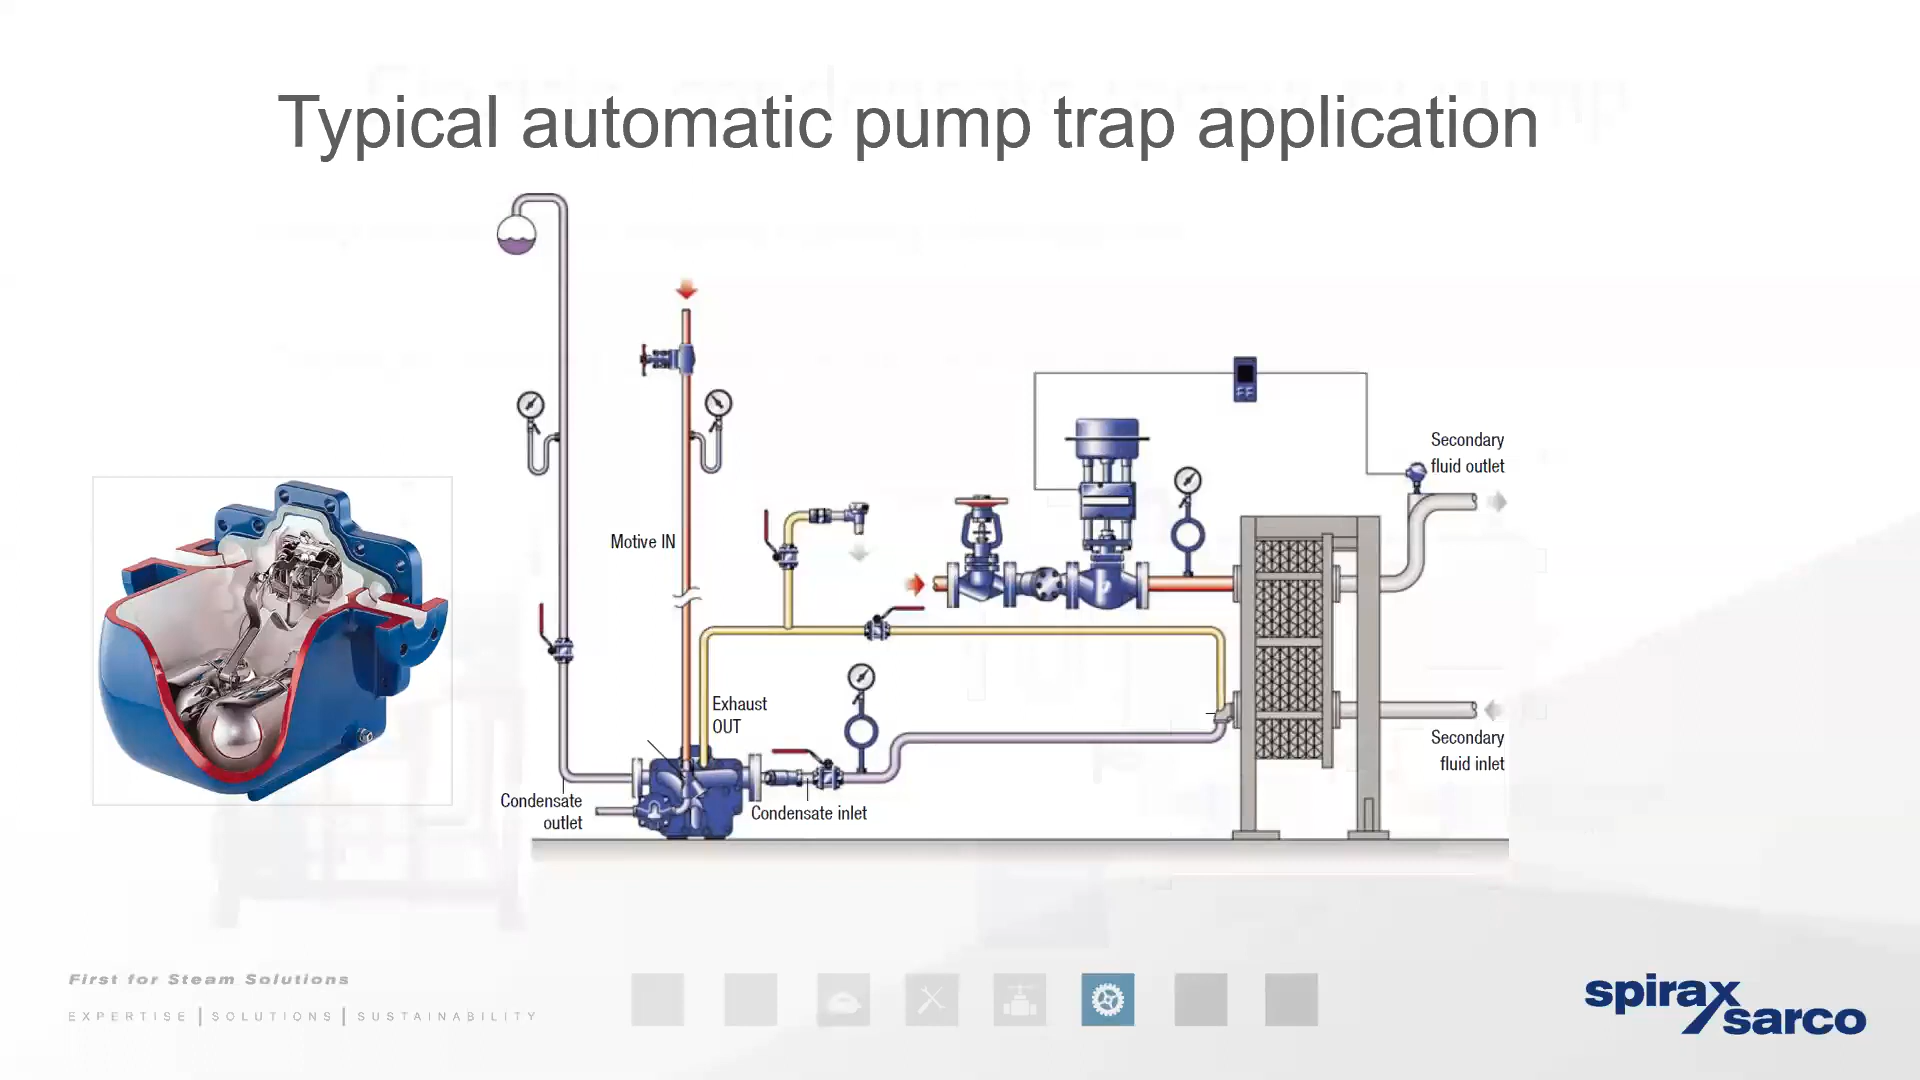 Typical automatic pump trap application
Secondary
fluid outlet
Motive IN
Exhaust
OUT
Secondary
fluid inlet
Condensate
outlet
Condensate inlet
First for Steam Solutions
EXPERTISE | SOLUTIONS | SUSTAINABILITY
spirax
sarco